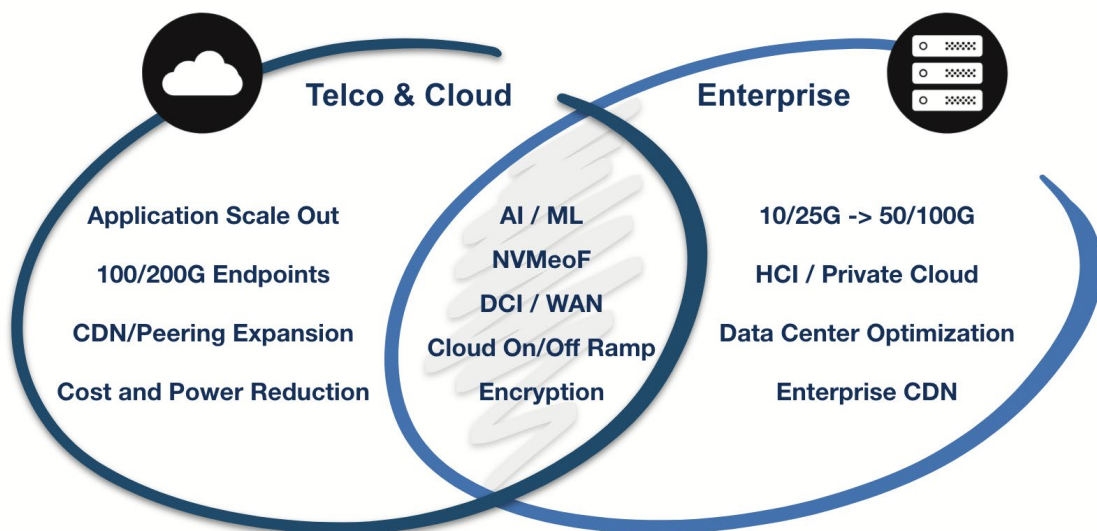 Telco & Cloud
Enterprise
Application Scale Out
100/200G Endpoints
CDN/Peering Expansion
Cost and Power Reduction
AI / ML
NVMeoF
DCI / WAN
Cloud On/Off Ramp
Encryption
10/25G -> 50/100G
HCI / Private Cloud
Data Center Optimization
Enterprise CDN